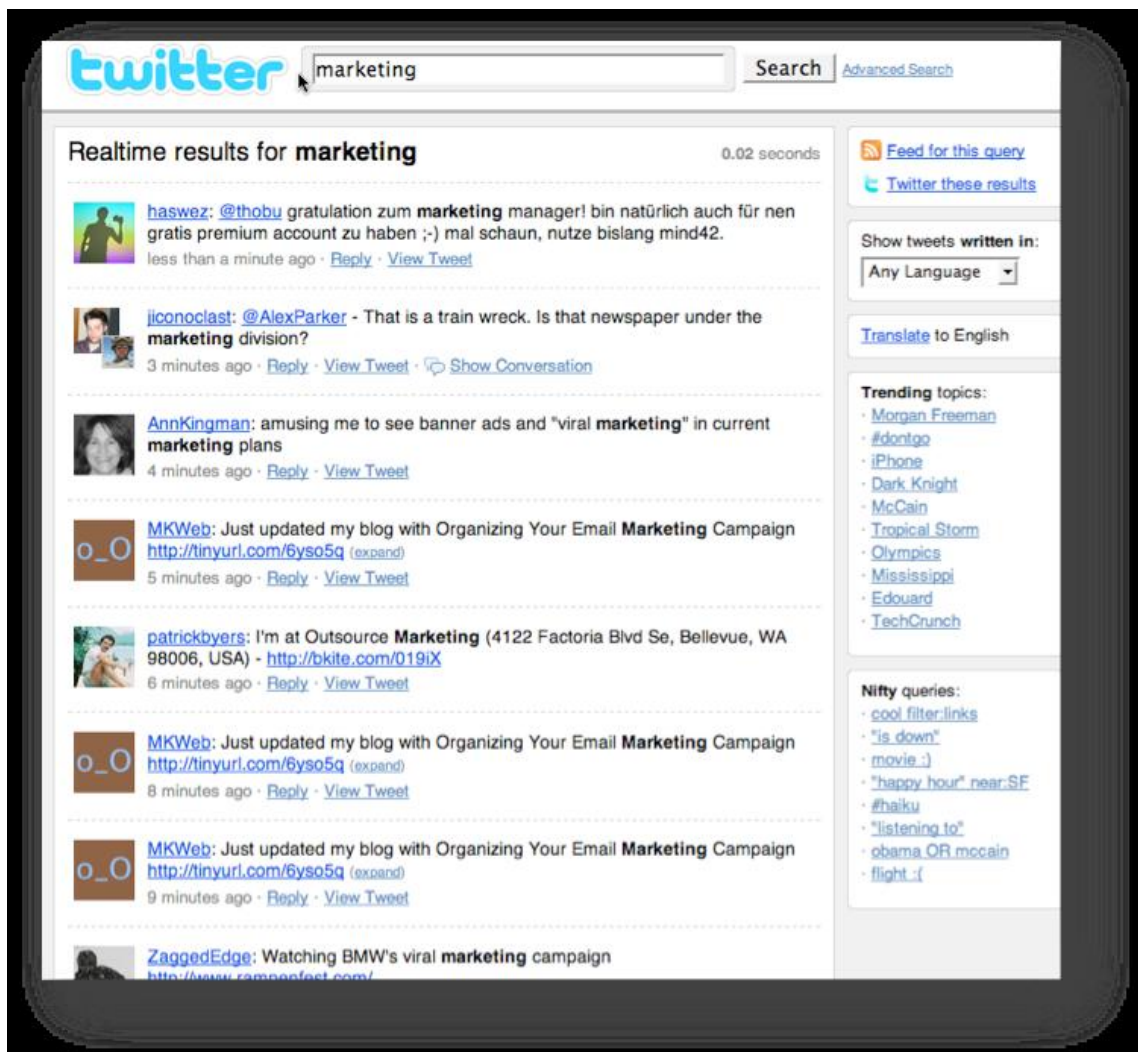 twitter
marketing
Search
Advanced Search
Realtime results for marketing
0.02 seconds
haswez: @thobu gratulation zum marketing manager! bin natürlich auch für nen
gratis premium account zu haben ;-) mal schaun, nutze bislang mind42.
less than a minute ago · Reply · View Tweet
jiconoclast: @AlexParker - That is a train wreck. Is that newspaper under the
marketing division?
3 minutes ago · Reply · View Tweet · Show Conversation
AnnKingman: amusing me to see banner ads and "viral marketing" in current
marketing plans
4 minutes ago · Reply · View Tweet
o_O
MKWeb: Just updated my blog with Organizing Your Email Marketing Campaign
http://tinyurl.com/6yso5q (expand)
5 minutes ago · Reply · View Tweet
patrickbyers: I'm at Outsource Marketing (4122 Factoria Blvd Se, Bellevue, WA
98006, USA) - http://bkite.com/019iX
6 minutes ago · Reply · View Tweet
o_O
MKWeb: Just updated my blog with Organizing Your Email Marketing Campaign
http://tinyurl.com/6yso5q (expand)
8 minutes ago · Reply · View Tweet
o_O
MKWeb: Just updated my blog with Organizing Your Email Marketing Campaign
http://tinyurl.com/6yso5q (expand)
9 minutes ago · Reply · View Tweet
ZaggedEdge: Watching BMW's viral marketing campaign
http://www.rampenfest.com/
Feed for this query
Twitter these results
Show tweets written in:
Any Language
Translate to English
Trending topics:
· Morgan Freeman
· #dontgo
· iPhone
· Dark Knight
· McCain
· Tropical Storm
· Olympics
· Mississippi
· Edouard
· TechCrunch
Nifty queries:
· cool filter:links
· "is down"
· movie :)
· "happy hour" near:SF
· #haiku
· "listening to"
· obama OR mccain
· flight :(